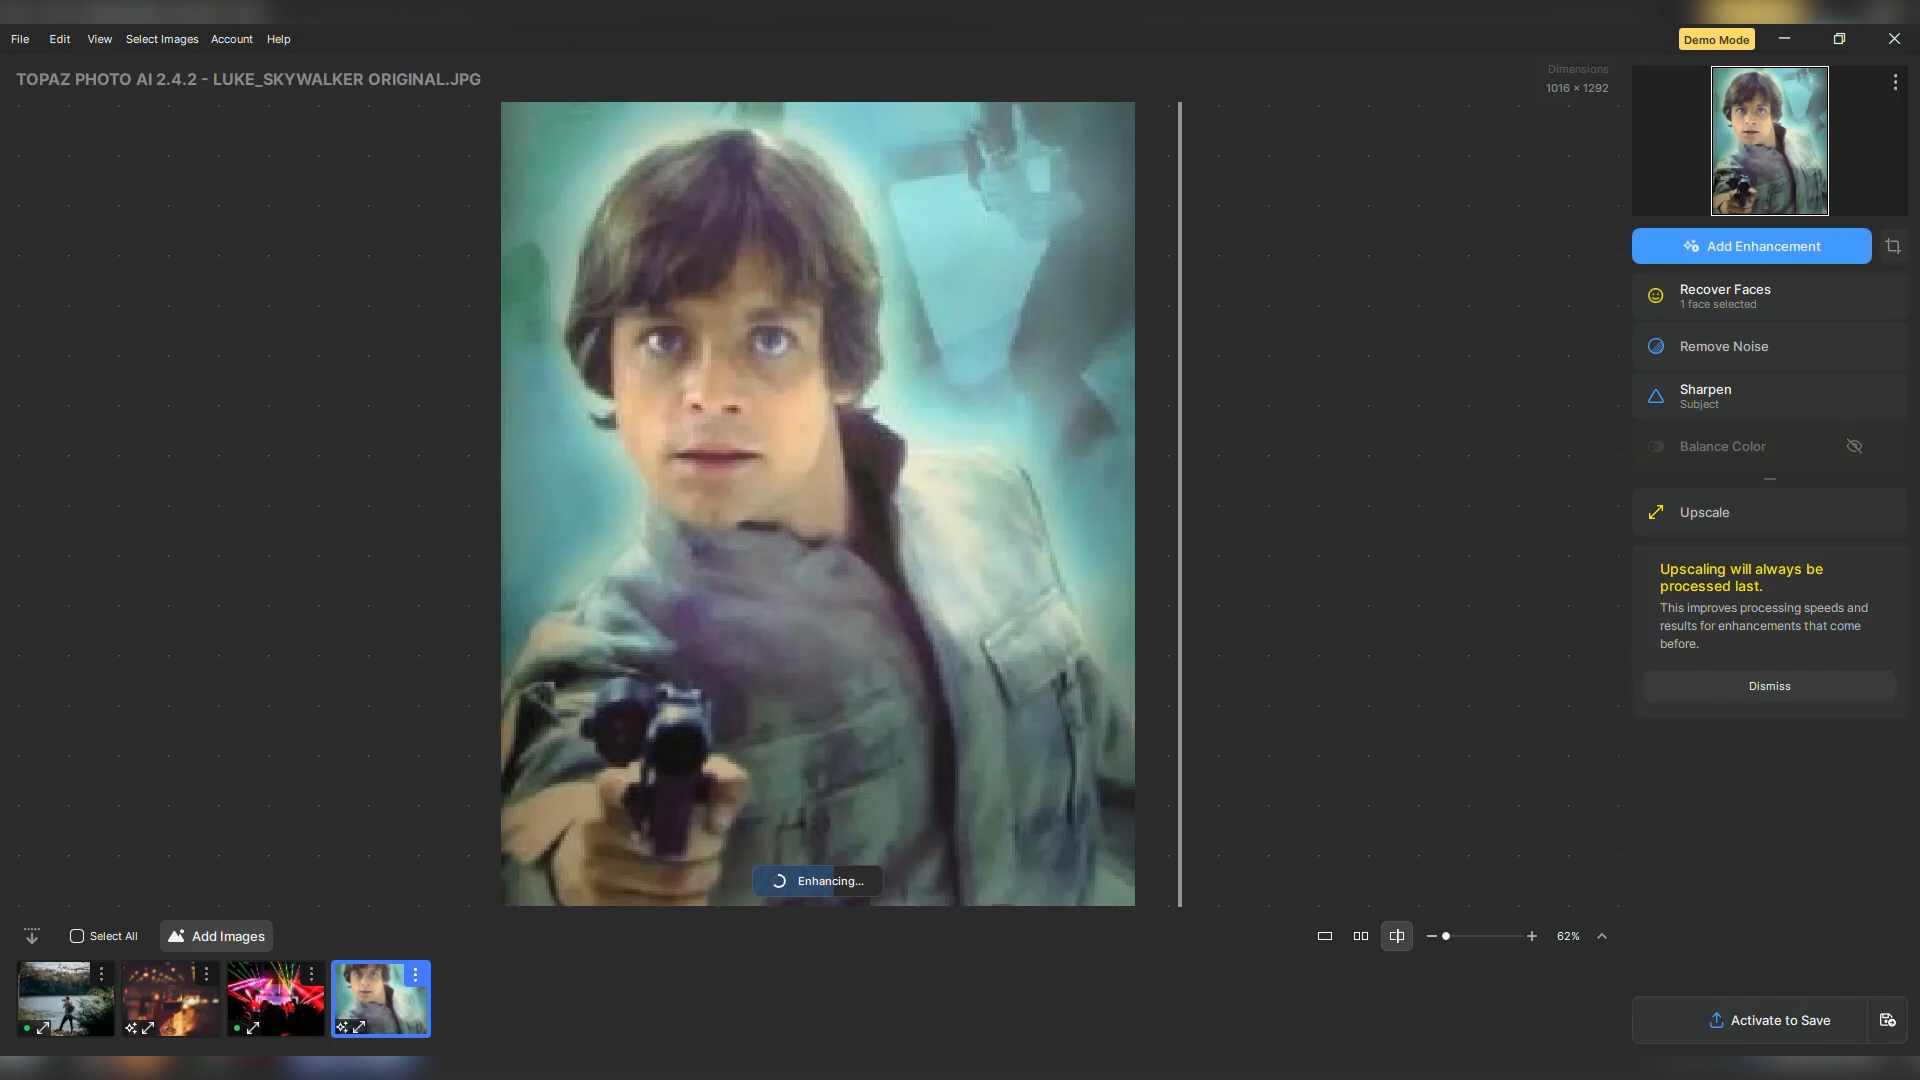 File Edit View Select Images Account Help
Demo Mode
TOPAZ PHOTO AI 2.4.2 - LUKE_SKYWALKER ORIGINAL.JPG
Dimensions
1016 × 1292
Add Enhancement
Recover Faces
1 face selected
Remove Noise
Sharpen
Subject
Balance Color
Upscale
Upscaling will always be
processed last.
This improves processing speeds and
results for enhancements that come
before.
Dismiss
Enhancing...
Select All
Add Images
62%
Activate to Save